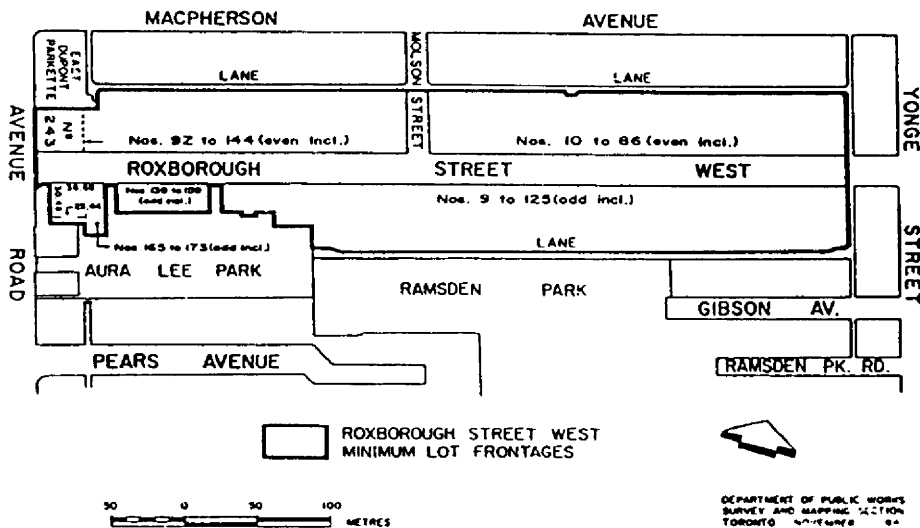 MACPHERSON AVENUE
EAST
DUPONT
PARKETTE
LANE
MOLSON
STREET
LANE
YONGE
STREET
AVENUE
ROAD
Nº
243
Nos. 92 to 144 (even incl.)
Nos. 10 to 86 (even incl.)
ROXBOROUGH STREET WEST
(odd incl.)
Nos. 9 to 125 (odd incl.)
Nos. 165 to 173 (odd incl.)
LANE
AURA LEE PARK
RAMSDEN PARK
GIBSON AV.
PEARS AVENUE
RAMSDEN PK. RD.
ROXBOROUGH STREET WEST
MINIMUM LOT FRONTAGES
50 0 50 100
METRES
DEPARTMENT OF PUBLIC WORKS
SURVEY AND MAPPING SECTION
TORONTO NOVEMBER